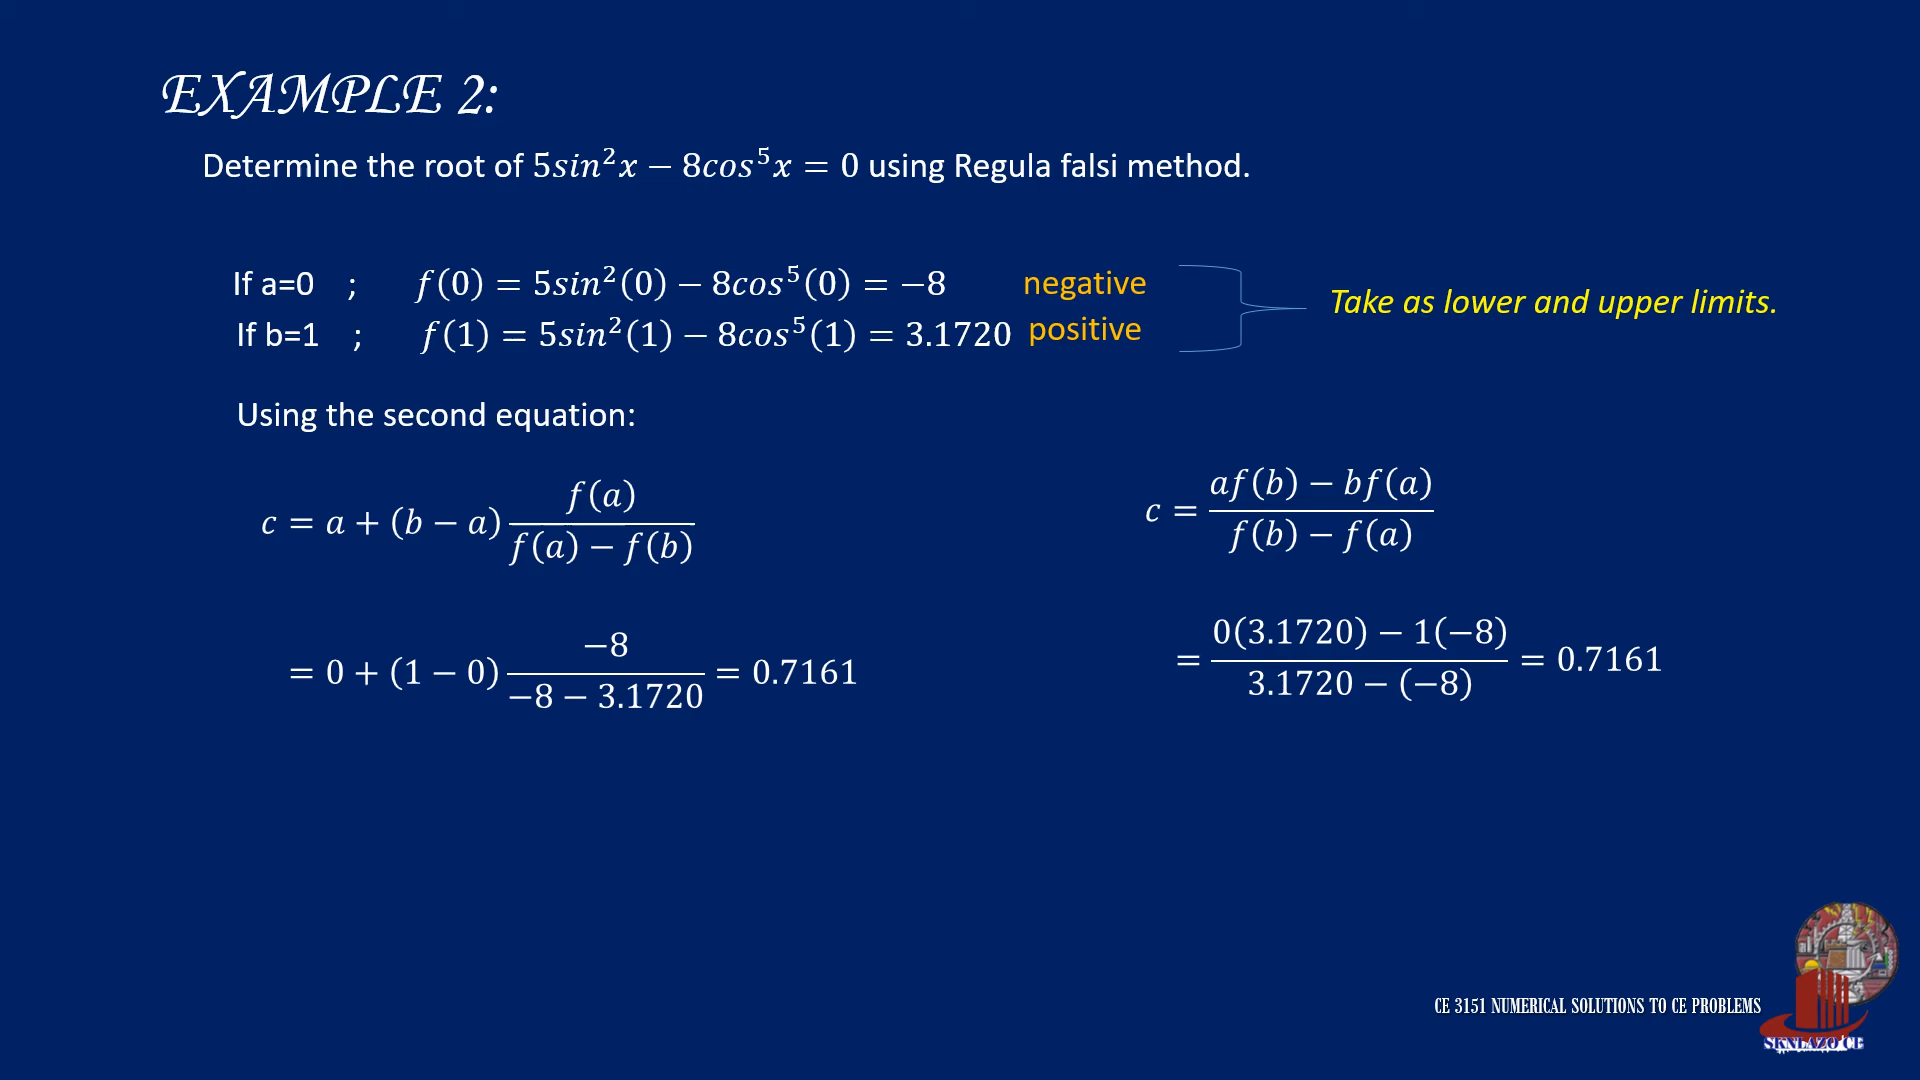 EXAMPLE 2:
Determine the root of 5sin²x − 8cos⁵x = 0 using Regula falsi method.
If a=0 ; f(0) = 5sin²(0) − 8cos⁵(0) = −8 negative
If b=1 ; f(1) = 5sin²(1) − 8cos⁵(1) = 3.1720 positive
Take as lower and upper limits.
Using the second equation:
c = a + (b − a) f(a) / f(a) − f(b)
= 0 + (1 − 0) −8 / −8 − 3.1720 = 0.7161
c = af(b) − bf(a) / f(b) − f(a)
= 0(3.1720) − 1(−8) / 3.1720 − (−8) = 0.7161
CE 3151 NUMERICAL SOLUTIONS TO CE PROBLEMS
SKNLAZO CE